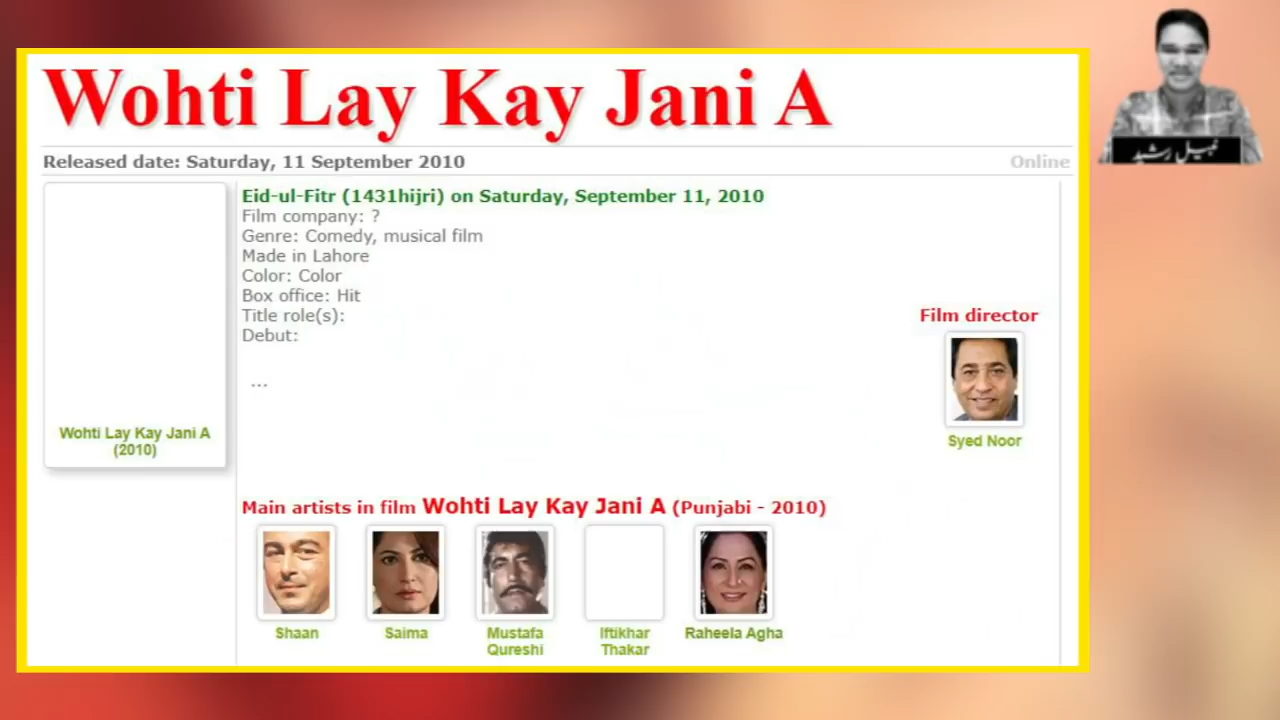 Wohti Lay Kay Jani A
Released date: Saturday, 11 September 2010
Online
Eid-ul-Fitr (1431hijri) on Saturday, September 11, 2010
Film company: ?
Genre: Comedy, musical film
Made in Lahore
Color: Color
Box office: Hit
Title role(s):
Debut:
...
Wohti Lay Kay Jani A
(2010)
Film director
Syed Noor
Main artists in film Wohti Lay Kay Jani A (Punjabi - 2010)
Shaan
Saima
Mustafa
Qureshi
Iftikhar
Thakar
Raheela Agha
نبیل رشید